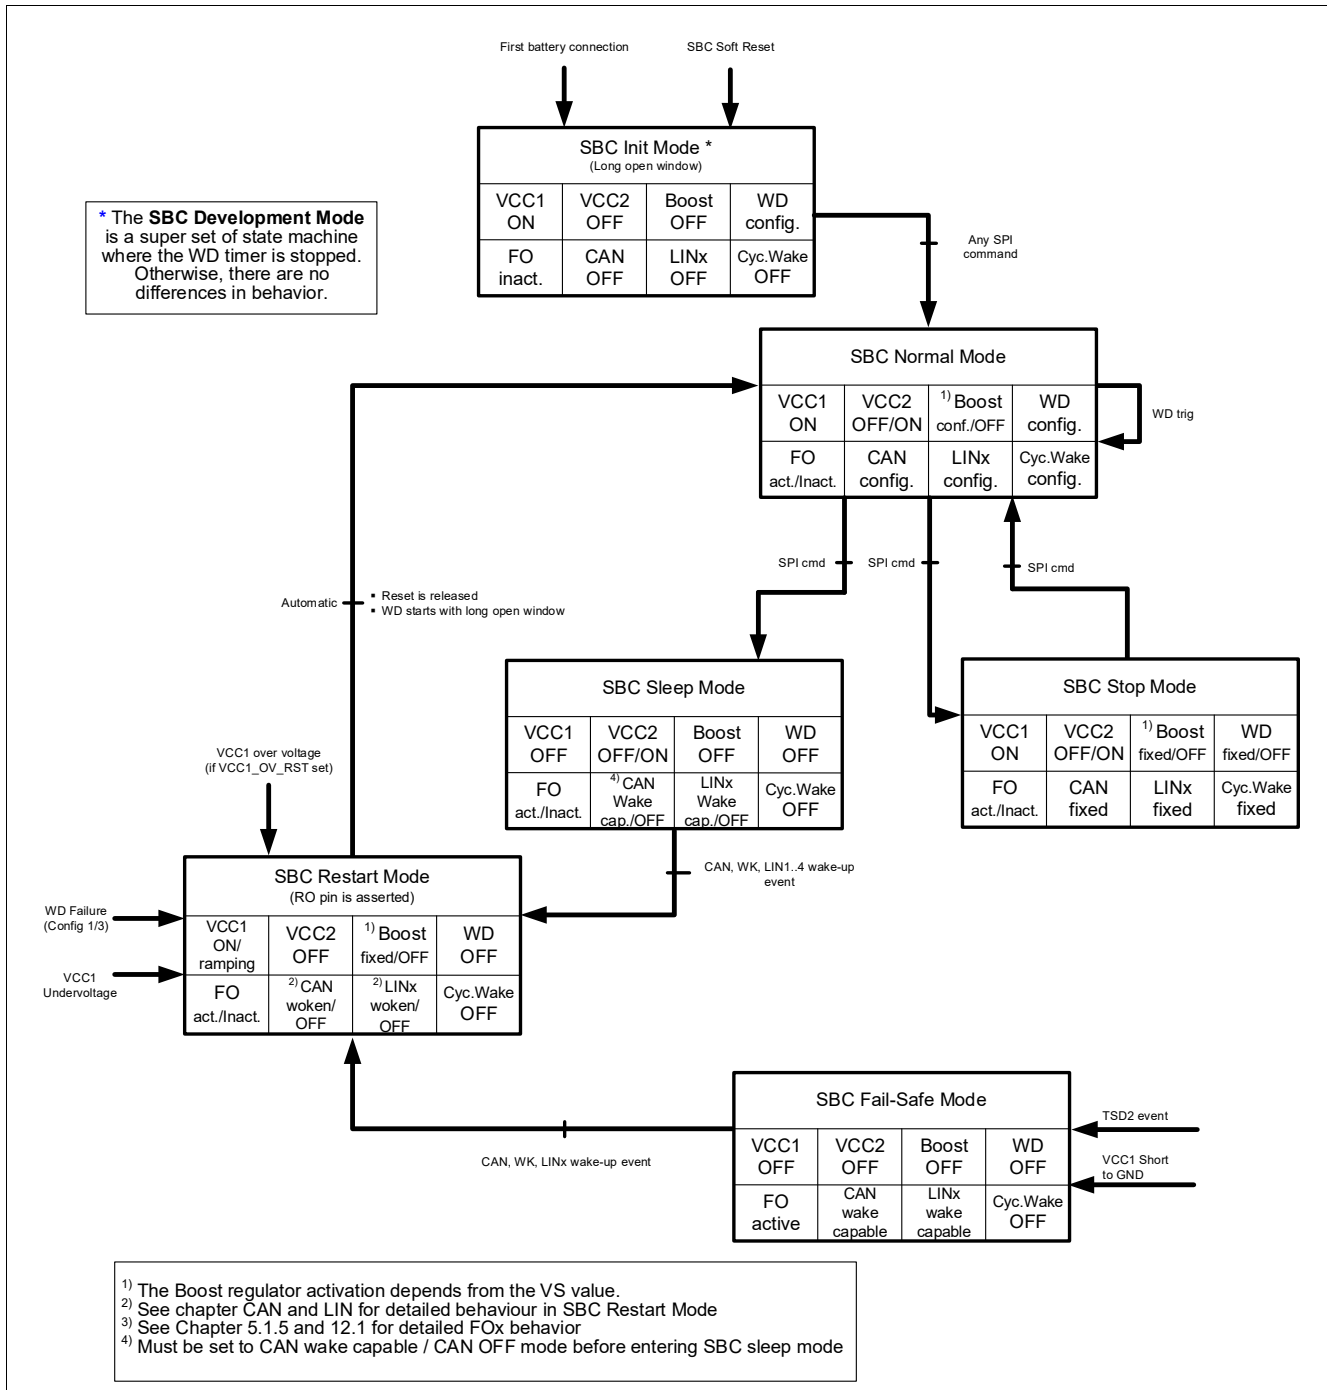 First battery connection
SBC Soft Reset
SBC Init Mode *
(Long open window)
VCC1
ON
VCC2
OFF
Boost
OFF
WD
config.
FO
inact.
CAN
OFF
LINx
OFF
Cyc.Wake
OFF
* The SBC Development Mode
is a super set of state machine
where the WD timer is stopped.
Otherwise, there are no
differences in behavior.
Any SPI
command
SBC Normal Mode
VCC1
ON
VCC2
OFF/ON
1) Boost
conf./OFF
WD
config.
FO
act./Inact.
CAN
config.
LINx
config.
Cyc.Wake
config.
WD trig
SPI cmd
SPI cmd
SPI cmd
Automatic
▪ Reset is released
▪ WD starts with long open window
SBC Sleep Mode
VCC1
OFF
VCC2
OFF/ON
Boost
OFF
WD
OFF
FO
act./Inact.
4) CAN
Wake
cap./OFF
LINx
Wake
cap./OFF
Cyc.Wake
OFF
SBC Stop Mode
VCC1
ON
VCC2
OFF/ON
1) Boost
fixed/OFF
WD
fixed/OFF
FO
act./Inact.
CAN
fixed
LINx
fixed
Cyc.Wake
fixed
VCC1 over voltage
(if VCC1_OV_RST set)
CAN, WK, LIN1..4 wake-up
event
SBC Restart Mode
(RO pin is asserted)
WD Failure
(Config 1/3)
VCC1
Undervoltage
VCC1
ON/
ramping
VCC2
OFF
1) Boost
fixed/OFF
WD
OFF
FO
act./Inact.
2) CAN
woken/
OFF
2) LINx
woken/
OFF
Cyc.Wake
OFF
SBC Fail-Safe Mode
VCC1
OFF
VCC2
OFF
Boost
OFF
WD
OFF
FO
active
CAN
wake
capable
LINx
wake
capable
Cyc.Wake
OFF
TSD2 event
VCC1 Short
to GND
CAN, WK, LINx wake-up event
1) The Boost regulator activation depends from the VS value.
2) See chapter CAN and LIN for detailed behaviour in SBC Restart Mode
3) See Chapter 5.1.5 and 12.1 for detailed FOx behavior
4) Must be set to CAN wake capable / CAN OFF mode before entering SBC sleep mode